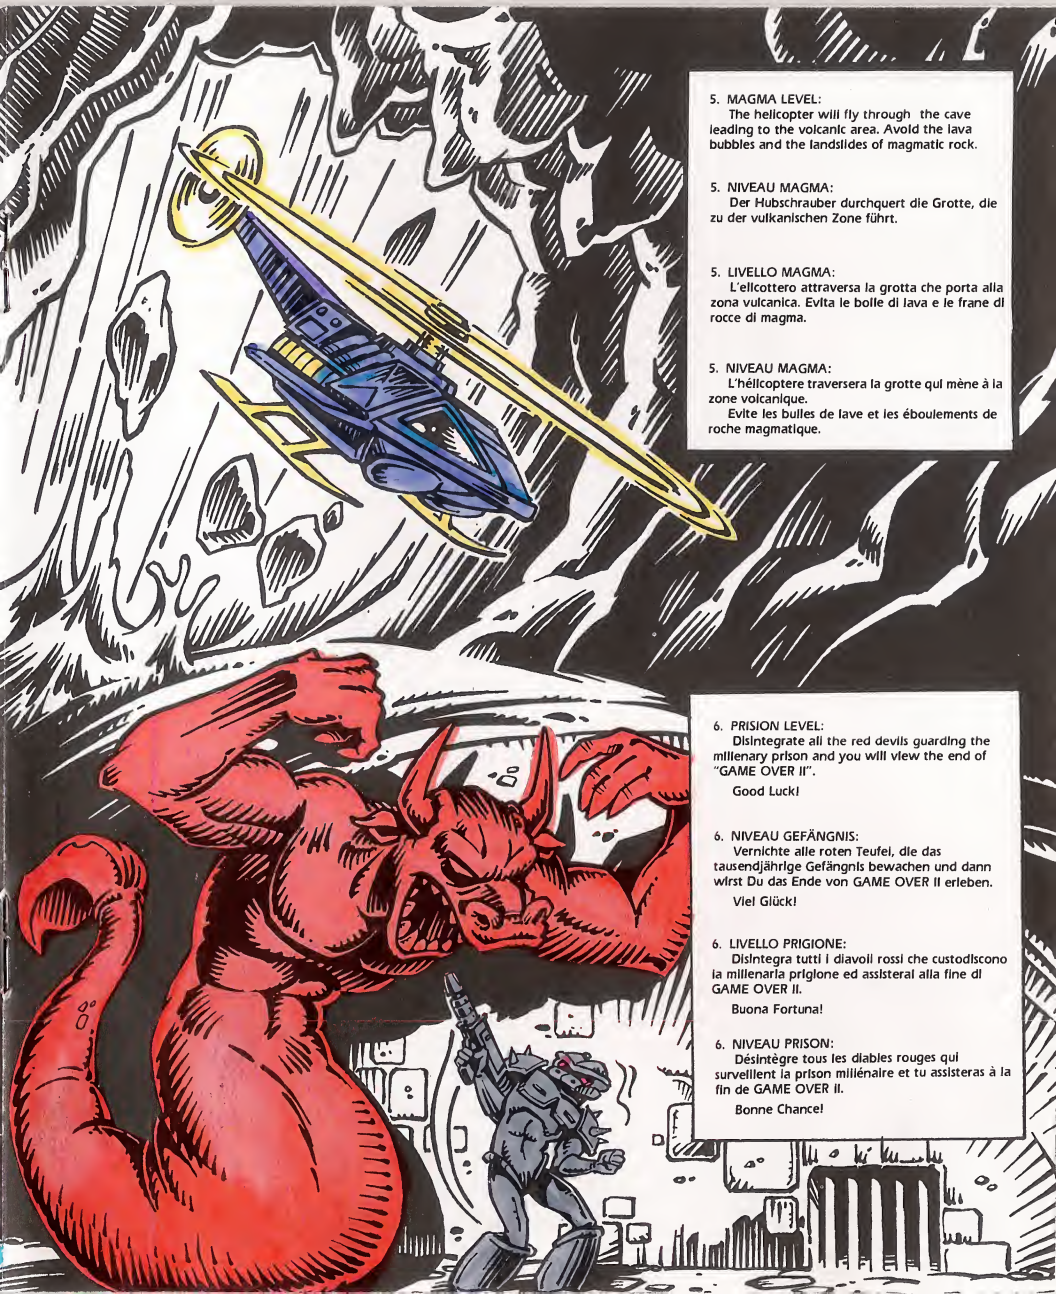 5. MAGMA LEVEL:
The helicopter will fly through the cave
leading to the volcanic area. Avoid the lava
bubbles and the landslides of magmatic rock.
5. NIVEAU MAGMA:
Der Hubschrauber durchquert die Grotte, die
zu der vulkanischen Zone führt.
5. LIVELLO MAGMA:
L'elicottero attraversa la grotta che porta alla
zona vulcanica. Evita le bolle di lava e le frane di
rocce di magma.
5. NIVEAU MAGMA:
L'hélicoptere traversera la grotte qui mène à la
zone volcanique.
Evite les bulles de lave et les éboulements de
roche magmatique.
6. PRISION LEVEL:
Disintegrate all the red devils guarding the
millenary prison and you will view the end of
"GAME OVER II".
Good Luck!
6. NIVEAU GEFÄNGNIS:
Vernichte alle roten Teufel, die das
tausendjährige Gefängnis bewachen und dann
wirst Du das Ende von GAME OVER II erleben.
Viel Glück!
6. LIVELLO PRIGIONE:
Disintegra tutti i diavoli rossi che custodiscono
la millenaria prigione ed assisterai alla fine di
GAME OVER II.
Buona Fortuna!
6. NIVEAU PRISON:
Désintègre tous les diables rouges qui
surveillent la prison millénaire et tu assisteras à la
fin de GAME OVER II.
Bonne Chance!